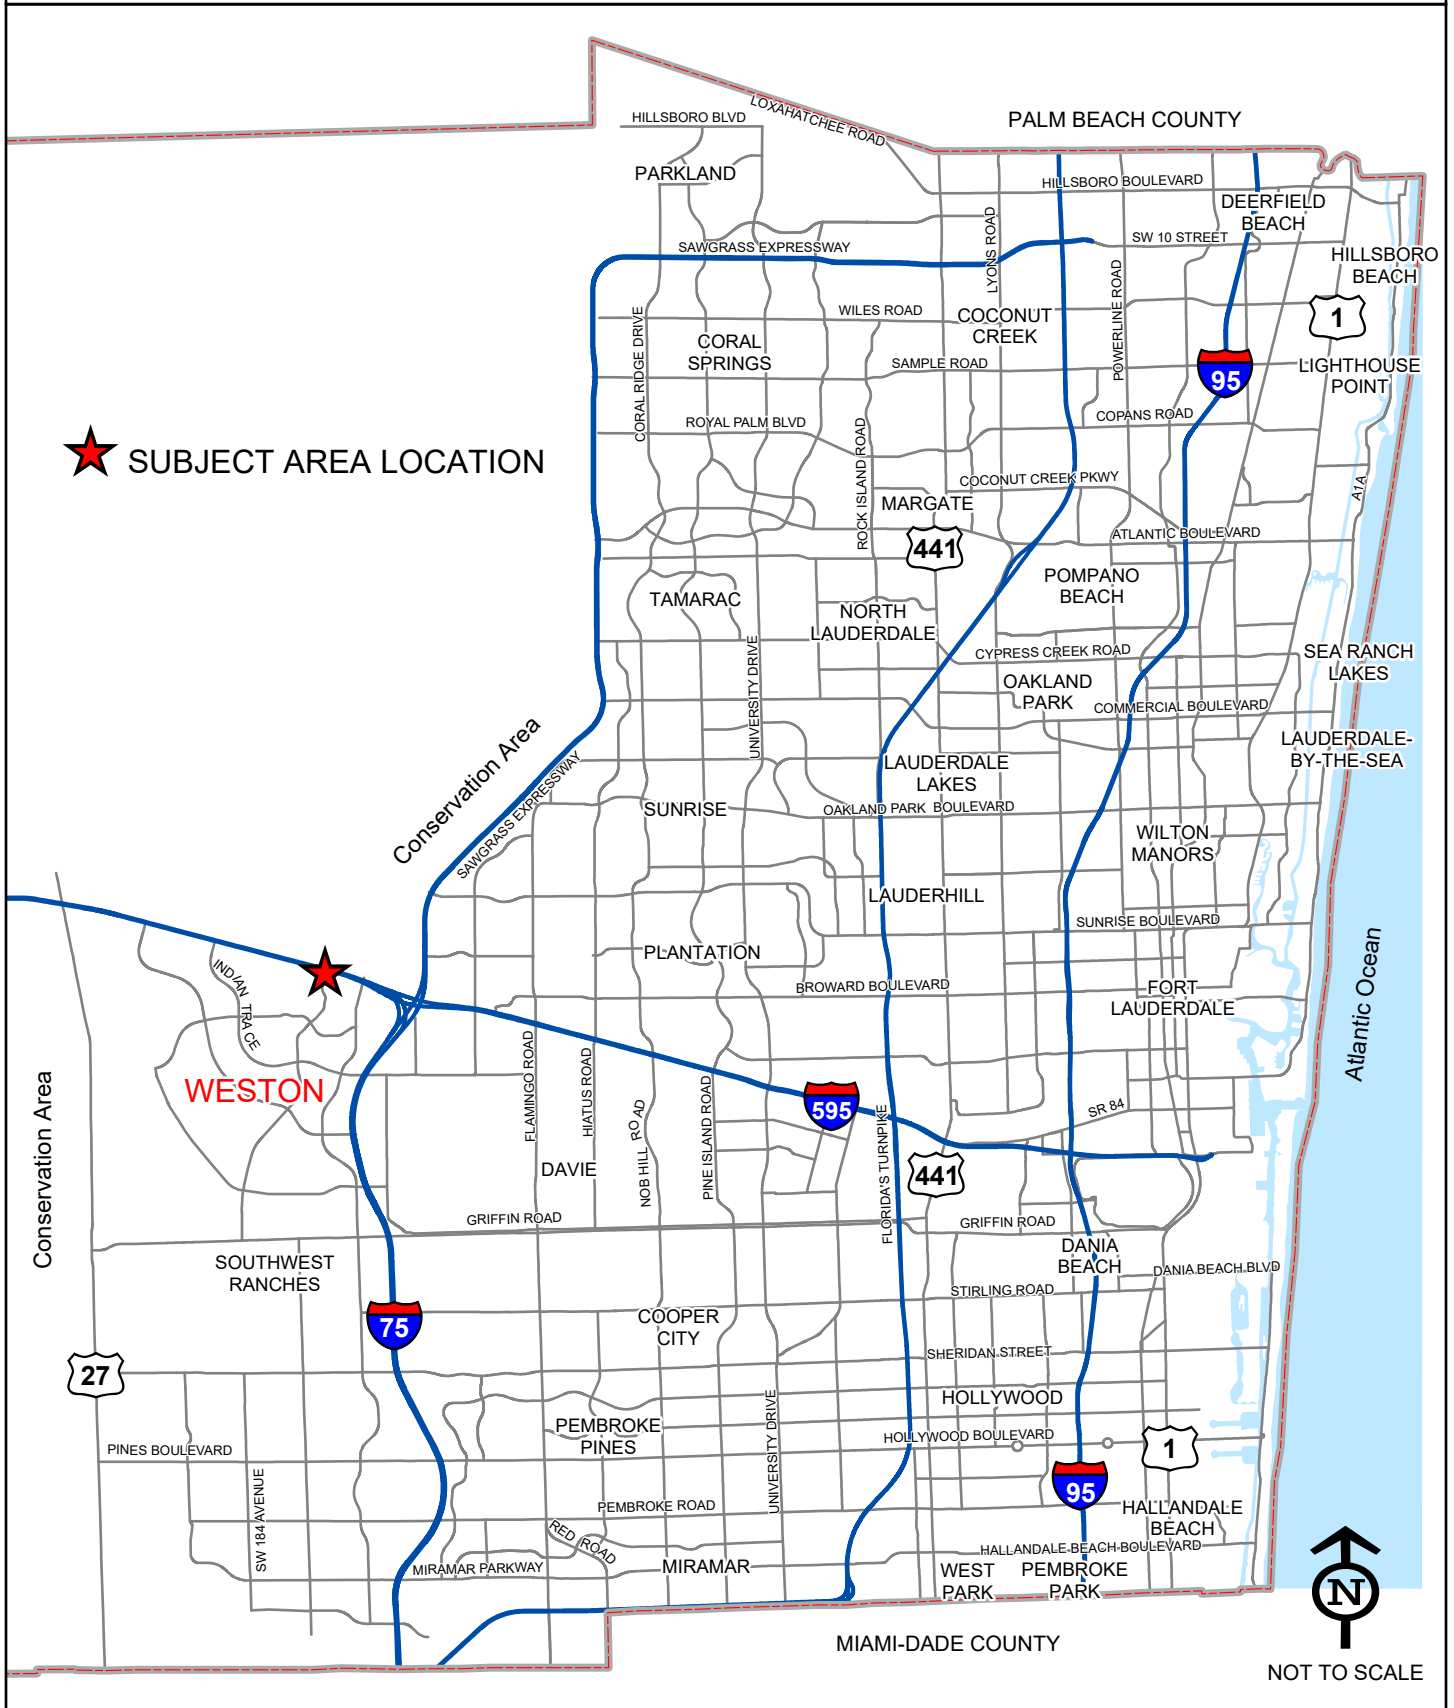 PALM BEACH COUNTY
HILLSBORO BLVD
LOXAHATCHEE ROAD
PARKLAND
HILLSBORO BOULEVARD
DEERFIELD
BEACH
SAWGRASS EXPRESSWAY
LYONS ROAD
SW 10 STREET
HILLSBORO
BEACH
POWERLINE ROAD
CORAL RIDGE DRIVE
WILES ROAD
COCONUT
CREEK
1
CORAL
SPRINGS
SAMPLE ROAD
95
LIGHTHOUSE
POINT
ROYAL PALM BLVD
ROCK ISLAND ROAD
COPANS ROAD
SUBJECT AREA LOCATION
COCONUT CREEK PKWY
A1A
MARGATE
441
ATLANTIC BOULEVARD
POMPANO
BEACH
TAMARAC
NORTH
LAUDERDALE
UNIVERSITY DRIVE
CYPRESS CREEK ROAD
SEA RANCH
LAKES
OAKLAND
PARK
COMMERCIAL BOULEVARD
Conservation Area
SAWGRASS EXPRESSWAY
LAUDERDALE-
BY-THE-SEA
LAUDERDALE
LAKES
SUNRISE
OAKLAND PARK BOULEVARD
WILTON
MANORS
LAUDERHILL
SUNRISE BOULEVARD
PLANTATION
BROWARD BOULEVARD
FORT
LAUDERDALE
Atlantic Ocean
INDIAN TRACE
WESTON
Conservation Area
FLAMINGO ROAD
HIATUS ROAD
NOB HILL ROAD
PINE ISLAND ROAD
595
FLORIDA'S TURNPIKE
SR 84
DAVIE
441
GRIFFIN ROAD
GRIFFIN ROAD
SOUTHWEST
RANCHES
DANIA
BEACH
DANIA BEACH BLVD
STIRLING ROAD
75
COOPER
CITY
SHERIDAN STREET
27
HOLLYWOOD
UNIVERSITY DRIVE
PEMBROKE
PINES
HOLLYWOOD BOULEVARD
1
PINES BOULEVARD
SW 184 AVENUE
95
PEMBROKE ROAD
HALLANDALE
BEACH
RED ROAD
HALLANDALE BEACH BOULEVARD
MIRAMAR PARKWAY
MIRAMAR
WEST
PARK
PEMBROKE
PARK
N
MIAMI-DADE COUNTY
NOT TO SCALE